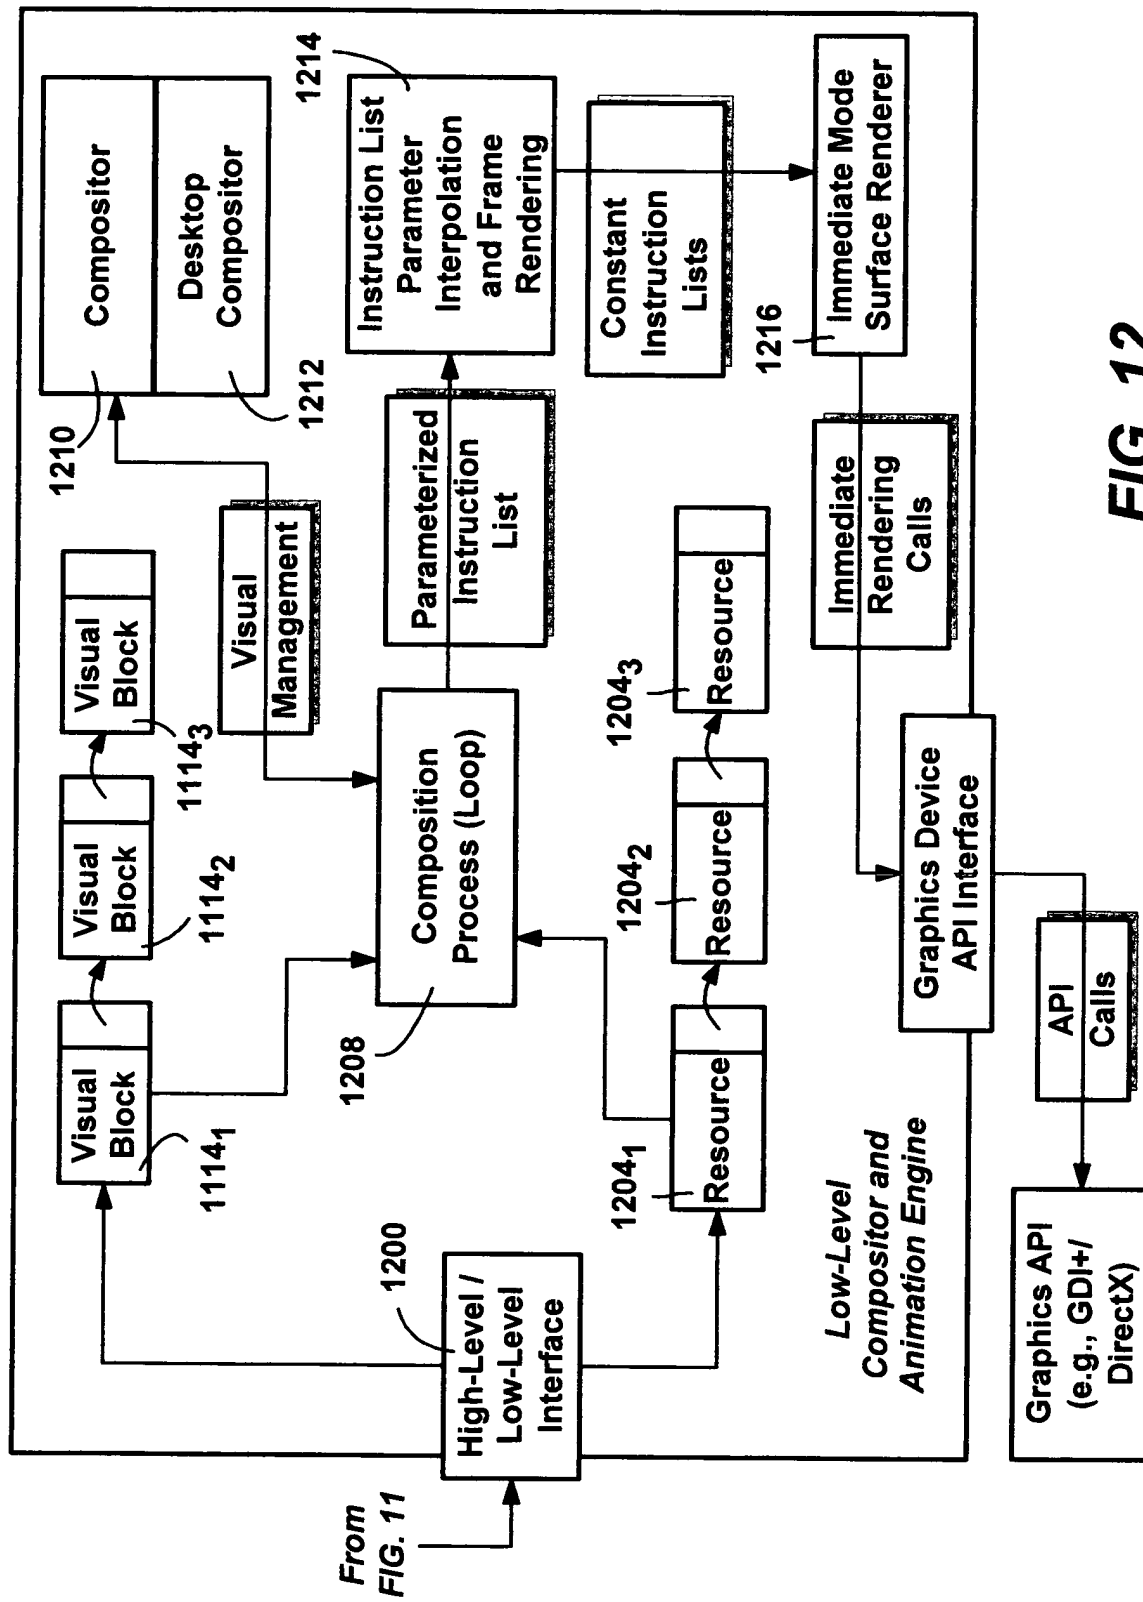 From
FIG. 11
High-Level /
Low-Level
Interface
1200
Visual
Block
1114₁
Visual
Block
1114₂
Visual
Block
1114₃
Visual
Management
Compositor
1210
Desktop
Compositor
1212
Composition
Process (Loop)
1208
Parameterized
Instruction
List
Instruction List
Parameter
Interpolation
and Frame
Rendering
1214
Constant
Instruction
Lists
Resource
1204₁
Resource
1204₂
Resource
1204₃
Immediate Mode
Surface Renderer
1216
Immediate
Rendering
Calls
Graphics Device
API Interface
Low-Level
Compositor and
Animation Engine
API
Calls
Graphics API
(e.g., GDI+/
DirectX)
FIG. 12